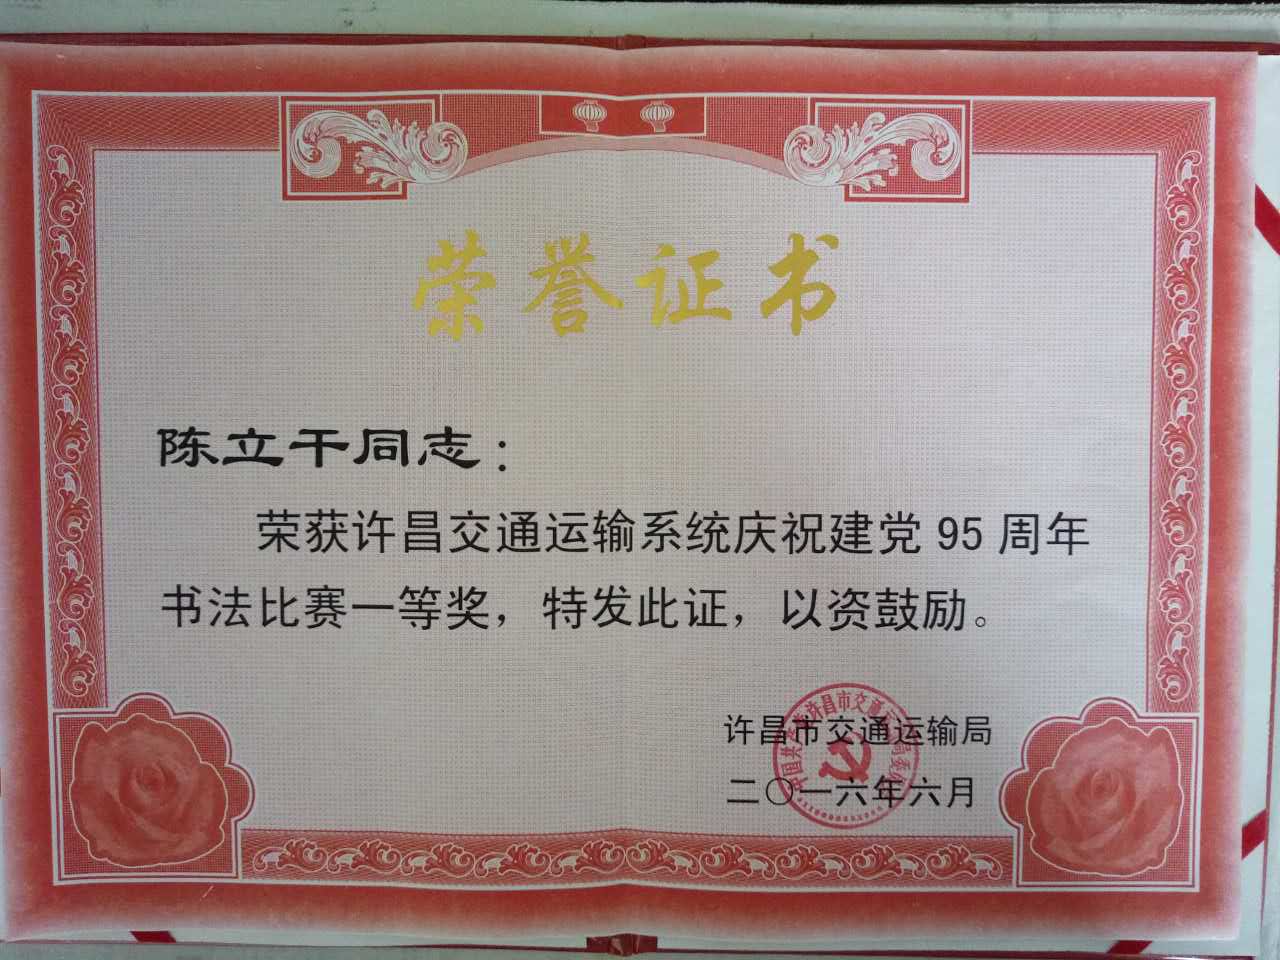 荣誉证书
陈立干同志：
荣获许昌交通运输系统庆祝建党95周年
书法比赛一等奖，特发此证，以资鼓励。
许昌市交通运输局
二〇一六年六月